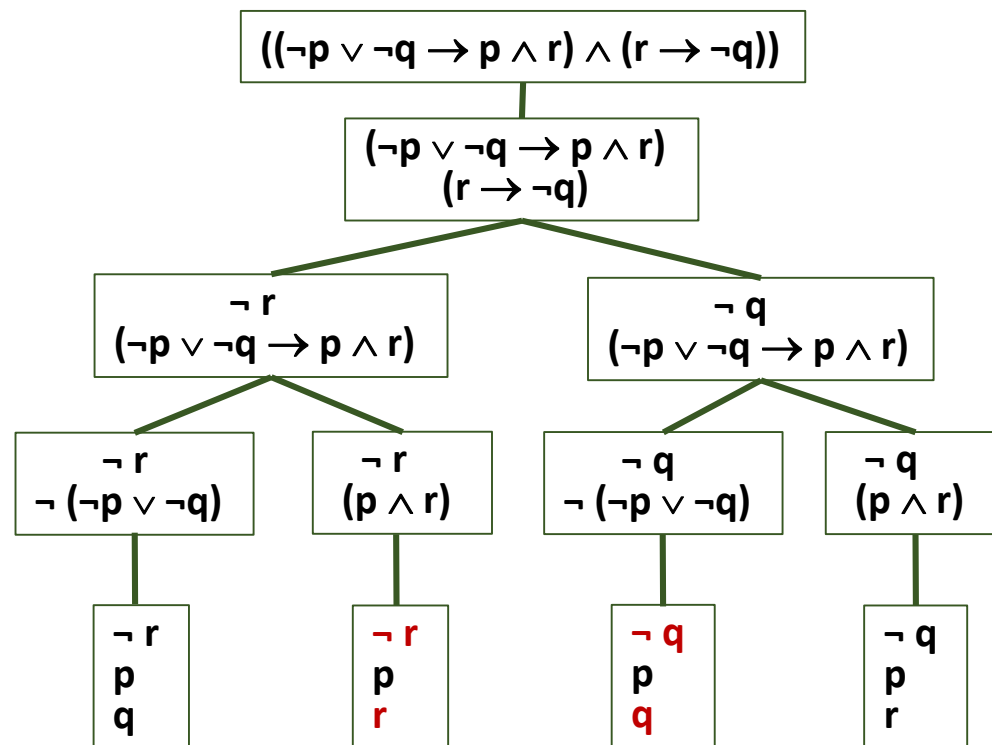 ((¬p ∨ ¬q → p ∧ r) ∧ (r → ¬q))
(¬p ∨ ¬q → p ∧ r)
(r → ¬q)
¬ r
(¬p ∨ ¬q → p ∧ r)
¬ q
(¬p ∨ ¬q → p ∧ r)
¬ r
¬ (¬p ∨ ¬q)
¬ r
(p ∧ r)
¬ q
¬ (¬p ∨ ¬q)
¬ q
(p ∧ r)
¬ r
p
q
¬ r
p
r
¬ q
p
q
¬ q
p
r